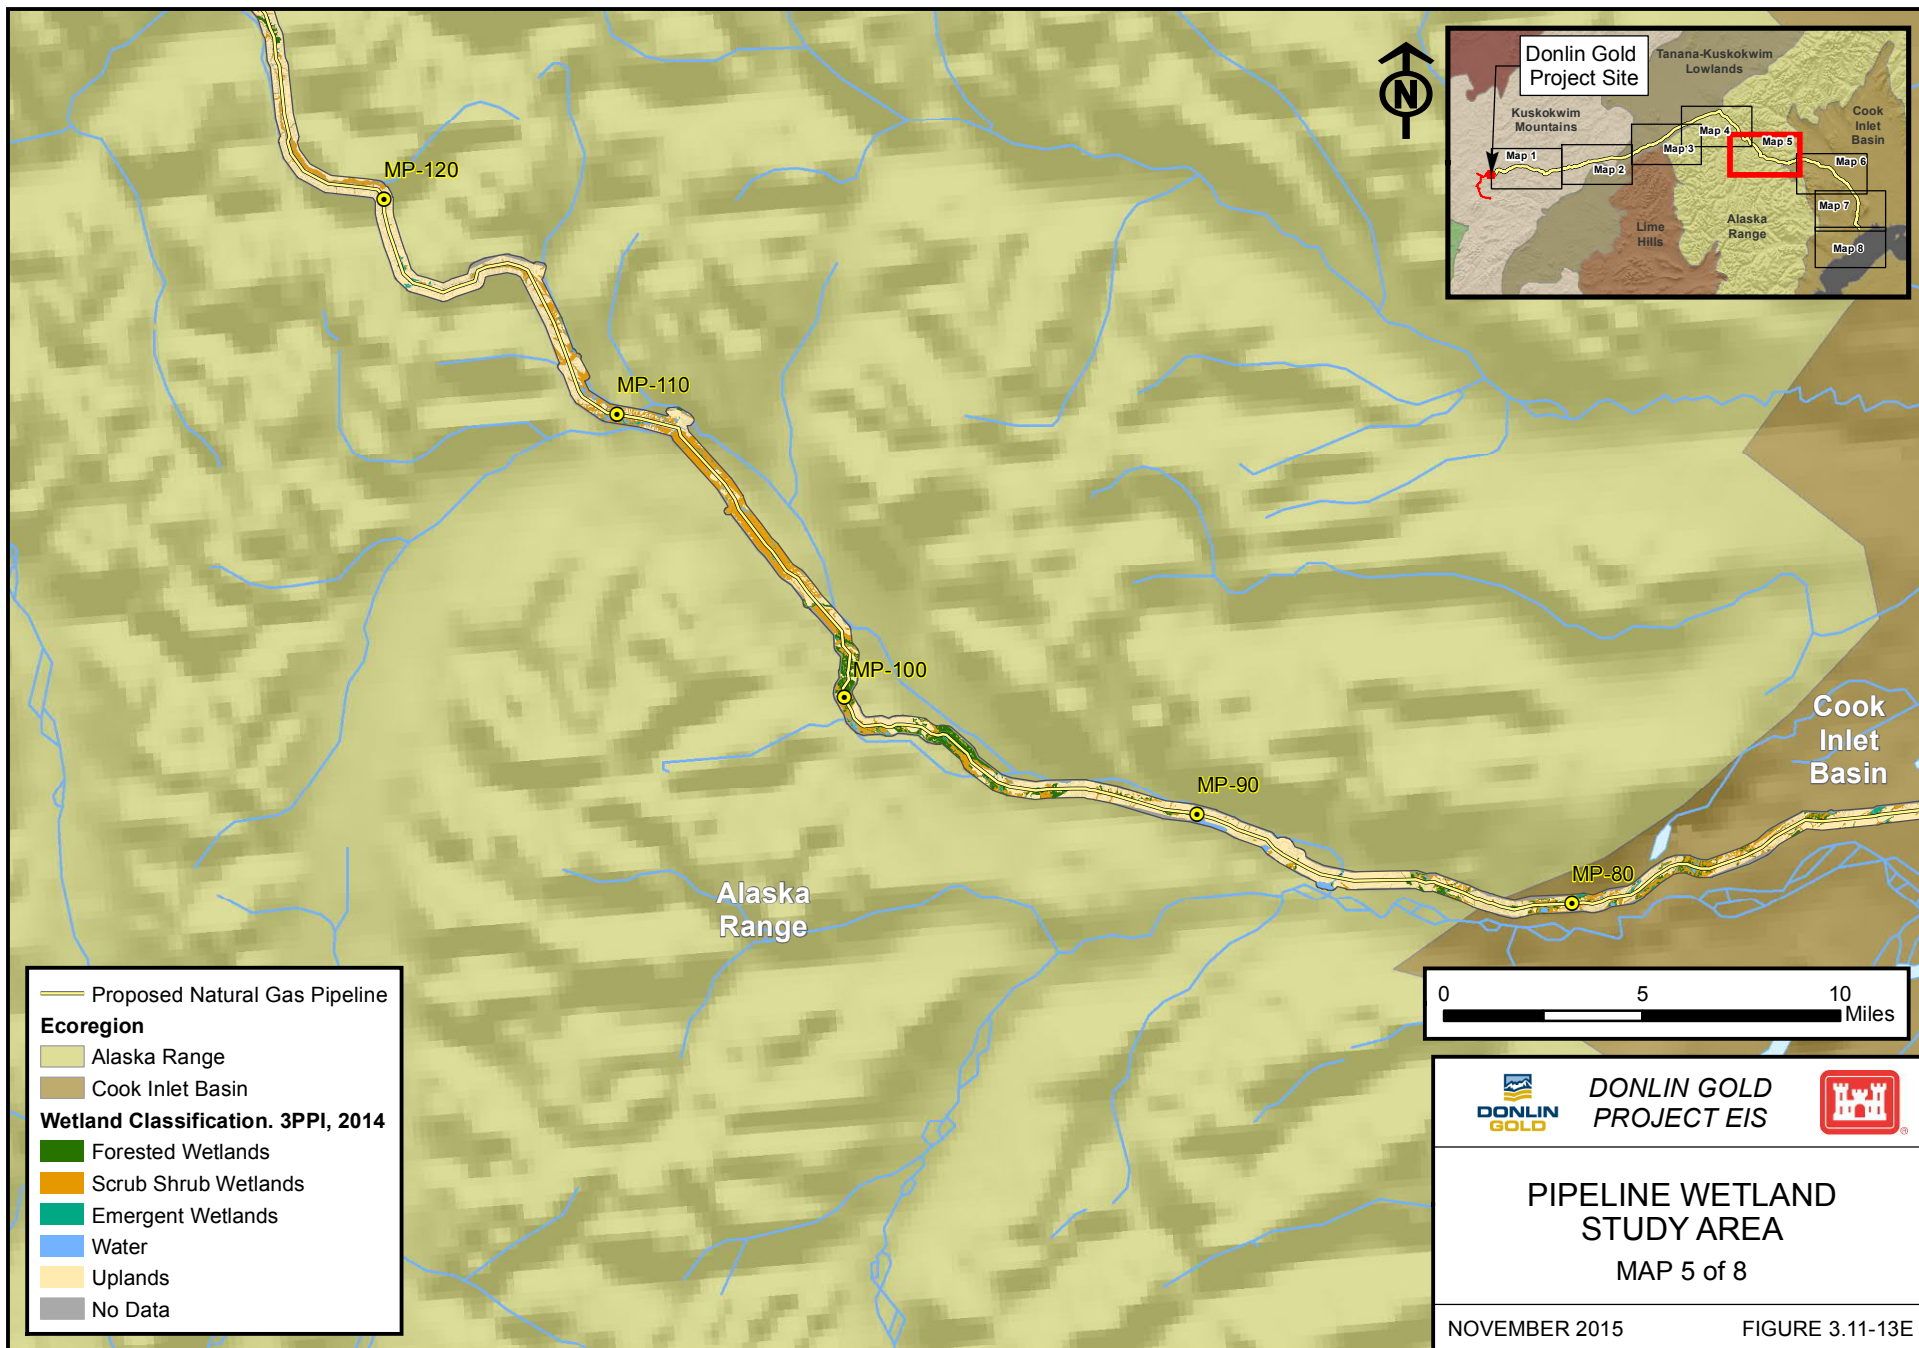 Donlin Gold
Project Site
Tanana-Kuskokwim
Lowlands
Kuskokwim
Mountains
Cook
Inlet
Basin
Map 1
Map 2
Map 3
Map 4
Map 5
Map 6
Map 7
Map 8
Lime
Hills
Alaska
Range
N
MP-120
MP-110
MP-100
MP-90
MP-80
Cook
Inlet
Basin
Alaska
Range
Proposed Natural Gas Pipeline
Ecoregion
Alaska Range
Cook Inlet Basin
Wetland Classification. 3PPI, 2014
Forested Wetlands
Scrub Shrub Wetlands
Emergent Wetlands
Water
Uplands
No Data
0 5 10
Miles
DONLIN
GOLD
DONLIN GOLD
PROJECT EIS
®
PIPELINE WETLAND
STUDY AREA
MAP 5 of 8
NOVEMBER 2015 FIGURE 3.11-13E